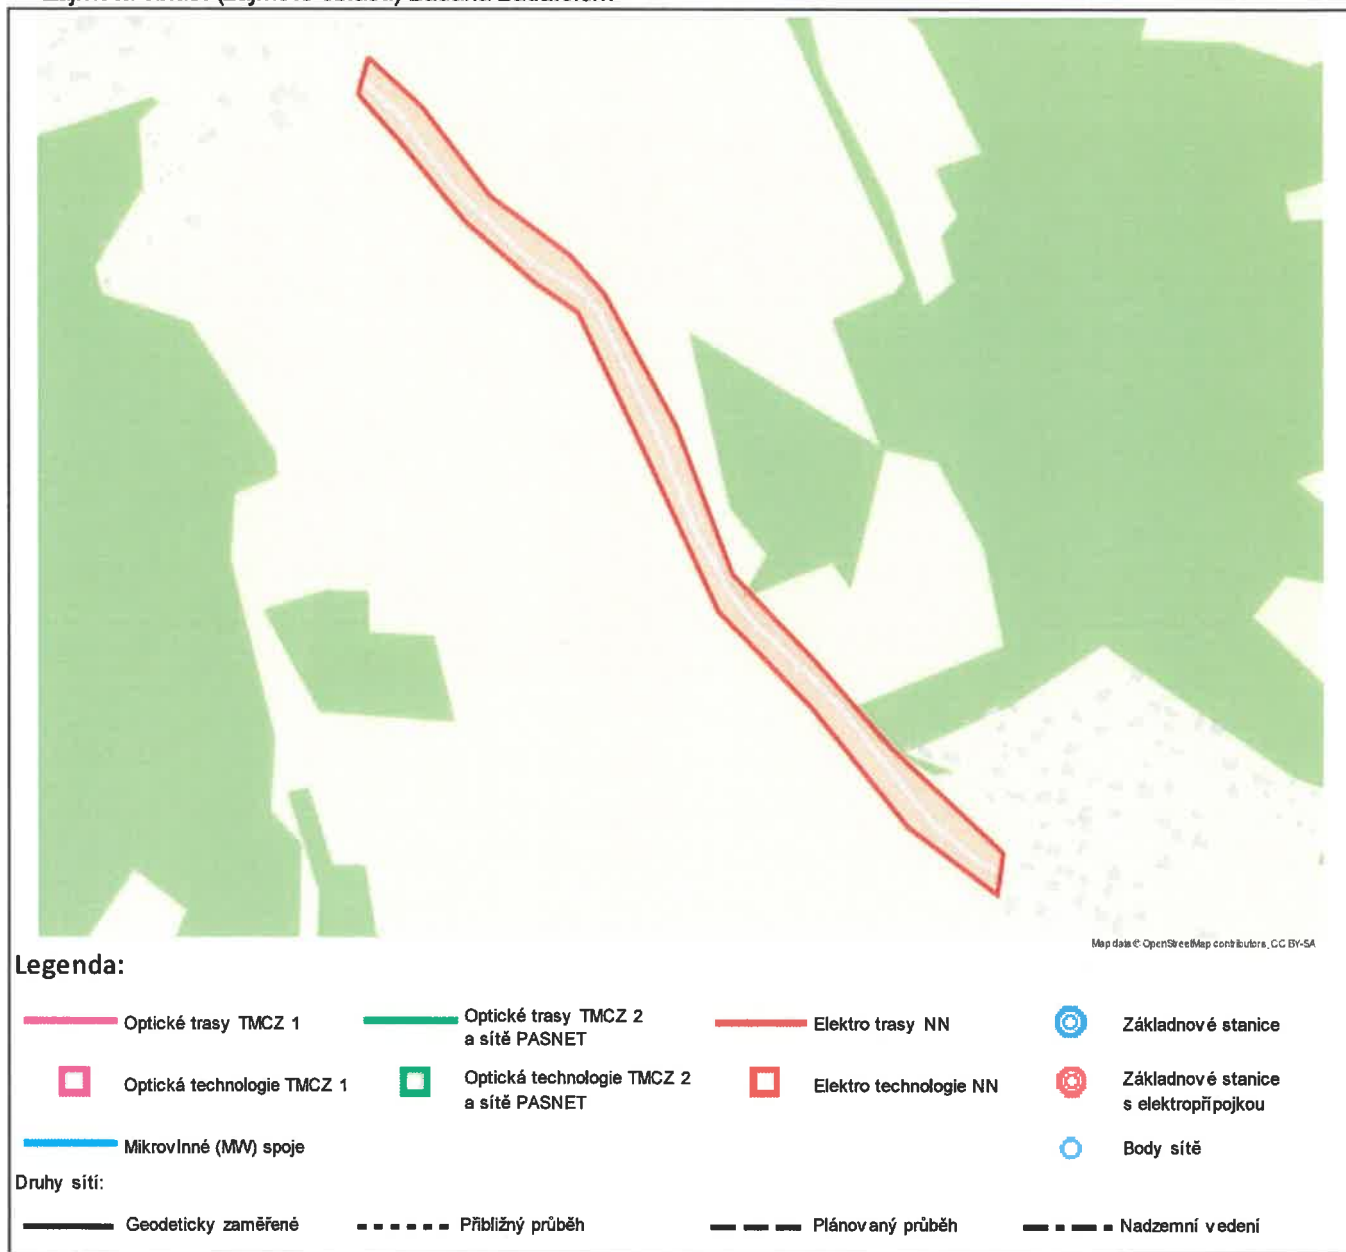 Map data © OpenStreetMap contributors, CC BY-SA
Legenda:
Optické trasy TMCZ 1
Optické trasy TMCZ 2
a sítě PASNET
Elektro trasy NN
Základnové stanice
Optická technologie TMCZ 1
Optická technologie TMCZ 2
a sítě PASNET
Elektro technologie NN
Základnové stanice
s elektropřípojkou
Mikrovlnné (MW) spoje
Body sítě
Druhy sítí:
Geodeticky zaměřené
Přibližný průběh
Plánovaný průběh
Nadzemní vedení